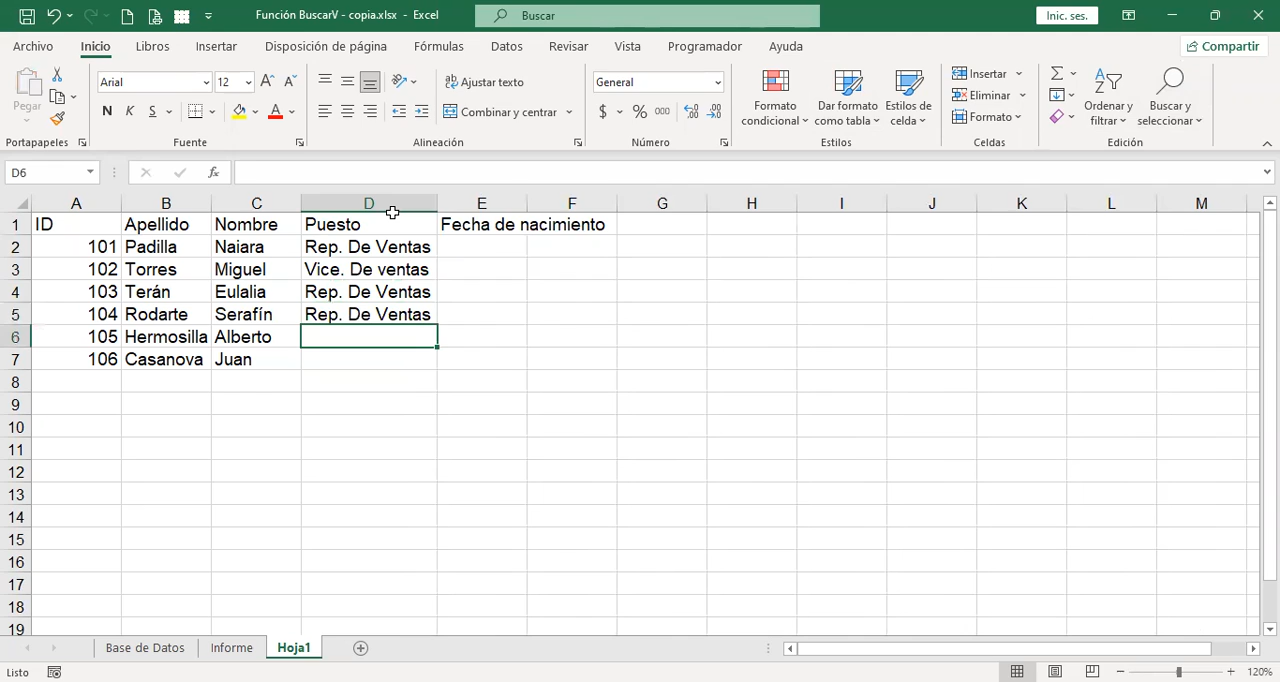 Función BuscarV - copia.xlsx - Excel
Buscar
Inic. ses.
Archivo Inicio Libros Insertar Disposición de página Fórmulas Datos Revisar Vista Programador Ayuda
Compartir
Pegar
Arial 12
N K S
Ajustar texto
Combinar y centrar
General
$ % 000
Formato condicional
Dar formato como tabla
Estilos de celda
Insertar
Eliminar
Formato
Ordenar y filtrar
Buscar y seleccionar
Portapapeles Fuente Alineación Número Estilos Celdas Edición
D6 fx
A B C D E F G H I J K L M
1 ID Apellido Nombre Puesto Fecha de nacimiento
2 101 Padilla Naiara Rep. De Ventas
3 102 Torres Miguel Vice. De ventas
4 103 Terán Eulalia Rep. De Ventas
5 104 Rodarte Serafín Rep. De Ventas
6 105 Hermosilla Alberto
7 106 Casanova Juan
8
9
10
11
12
13
14
15
16
17
18
19
Base de Datos Informe Hoja1
Listo 120%